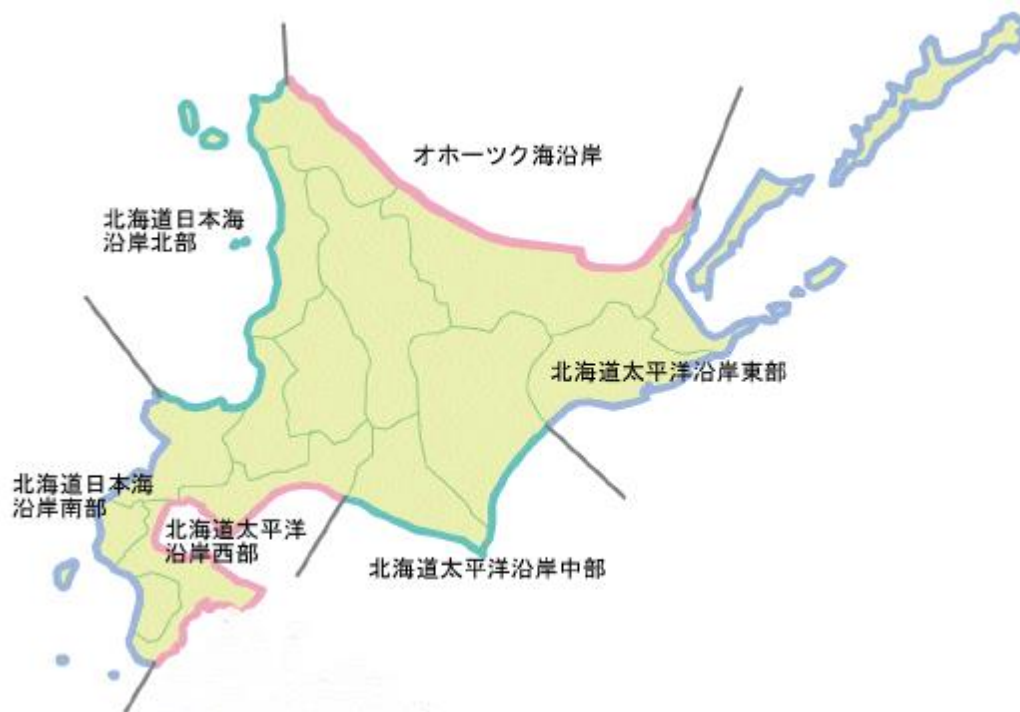 オホーツク海沿岸
北海道日本海
沿岸北部
北海道太平洋沿岸東部
北海道日本海
沿岸南部
北海道太平洋
沿岸西部
北海道太平洋沿岸中部